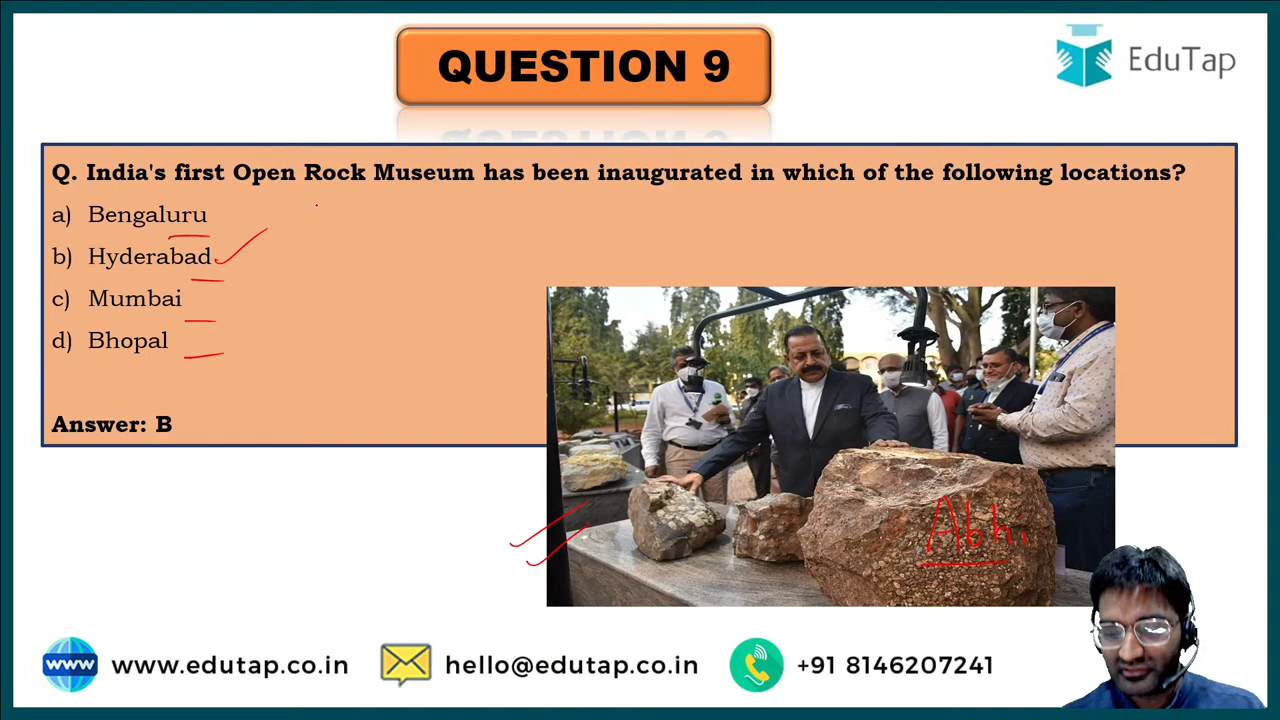 QUESTION 9
EduTap
Q. India's first Open Rock Museum has been inaugurated in which of the following locations?
a) Bengaluru
b) Hyderabad
c) Mumbai
d) Bhopal
Answer: B
Abhi
www.edutap.co.in
hello@edutap.co.in
+91 8146207241